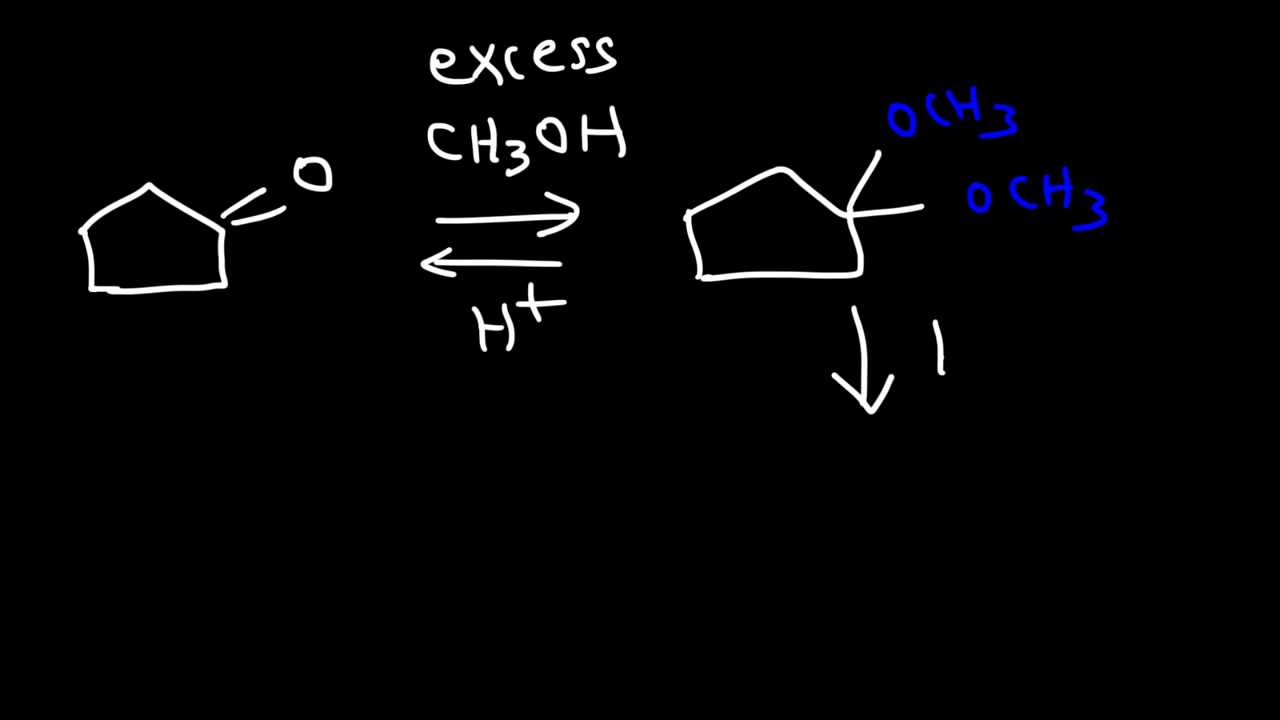 excess
CH3OH
O
H+
OCH3
OCH3
1